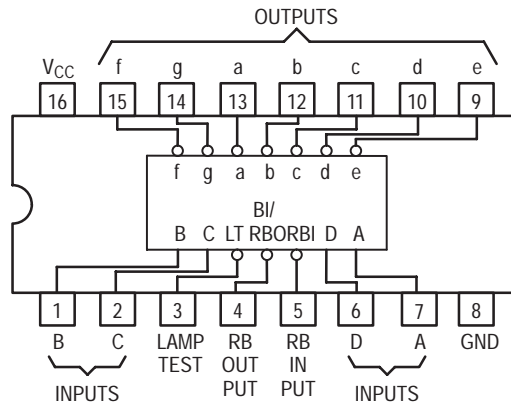 OUTPUTS
VCC f g a b c d e
16 15 14 13 12 11 10 9
f g a b c d e
BI/
B C LT RBO RBI D A
1 2 3 4 5 6 7 8
B C LAMP TEST RB OUT PUT RB IN PUT D A GND
INPUTS INPUTS